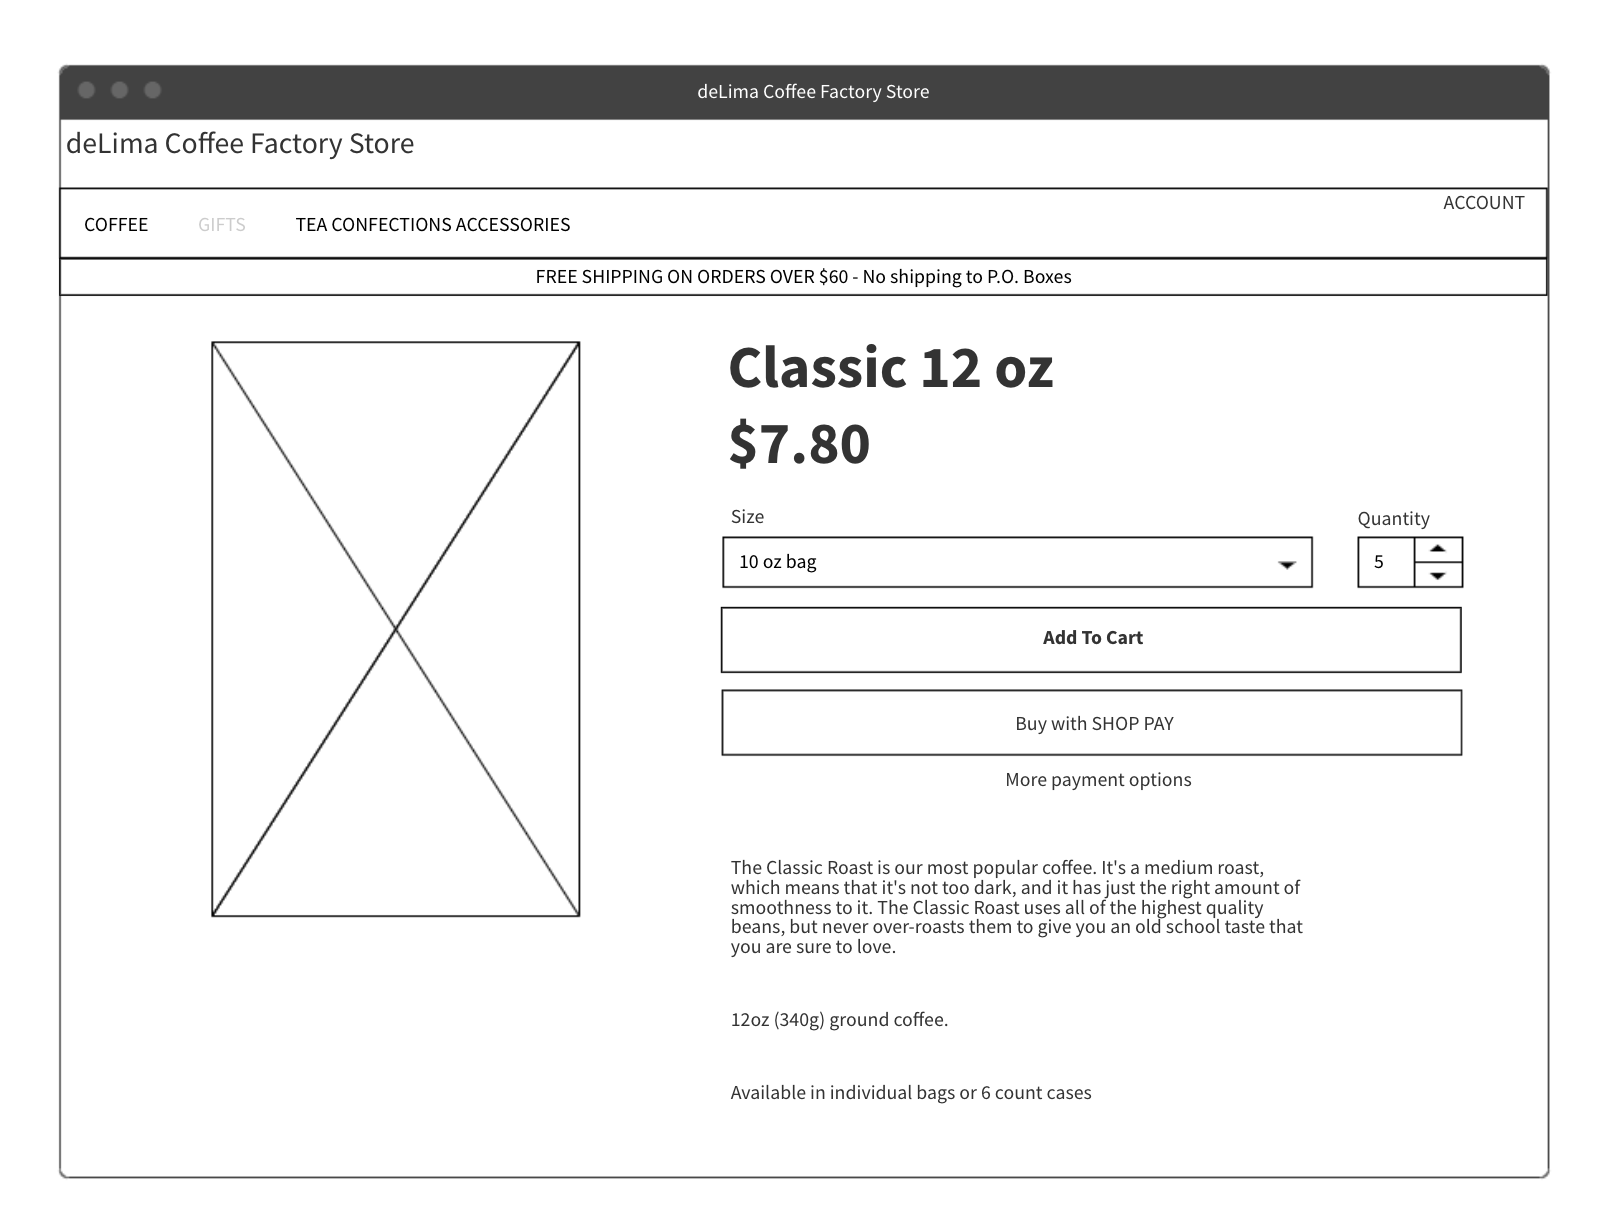 deLima Coffee Factory Store
deLima Coffee Factory Store
ACCOUNT
COFFEE GIFTS TEA CONFECTIONS ACCESSORIES
FREE SHIPPING ON ORDERS OVER $60 - No shipping to P.O. Boxes
Classic 12 oz
$7.80
Size
Quantity
10 oz bag
5
Add To Cart
Buy with SHOP PAY
More payment options
The Classic Roast is our most popular coffee. It's a medium roast,
which means that it's not too dark, and it has just the right amount of
smoothness to it. The Classic Roast uses all of the highest quality
beans, but never over-roasts them to give you an old school taste that
you are sure to love.
12oz (340g) ground coffee.
Available in individual bags or 6 count cases